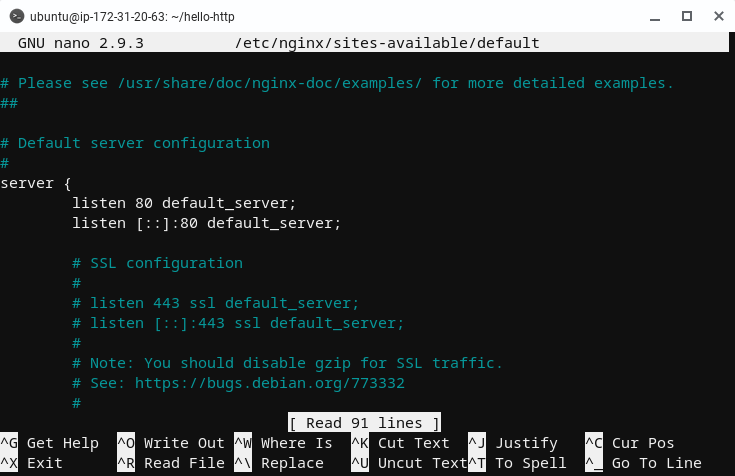 ubuntu@ip-172-31-20-63: ~/hello-http
GNU nano 2.9.3 /etc/nginx/sites-available/default
# Please see /usr/share/doc/nginx-doc/examples/ for more detailed examples.
##
# Default server configuration
#
server {
listen 80 default_server;
listen [::]:80 default_server;
# SSL configuration
#
# listen 443 ssl default_server;
# listen [::]:443 ssl default_server;
#
# Note: You should disable gzip for SSL traffic.
# See: https://bugs.debian.org/773332
#
[ Read 91 lines ]
^G Get Help ^O Write Out ^W Where Is ^K Cut Text ^J Justify ^C Cur Pos
^X Exit ^R Read File ^\ Replace ^U Uncut Text ^T To Spell ^_ Go To Line